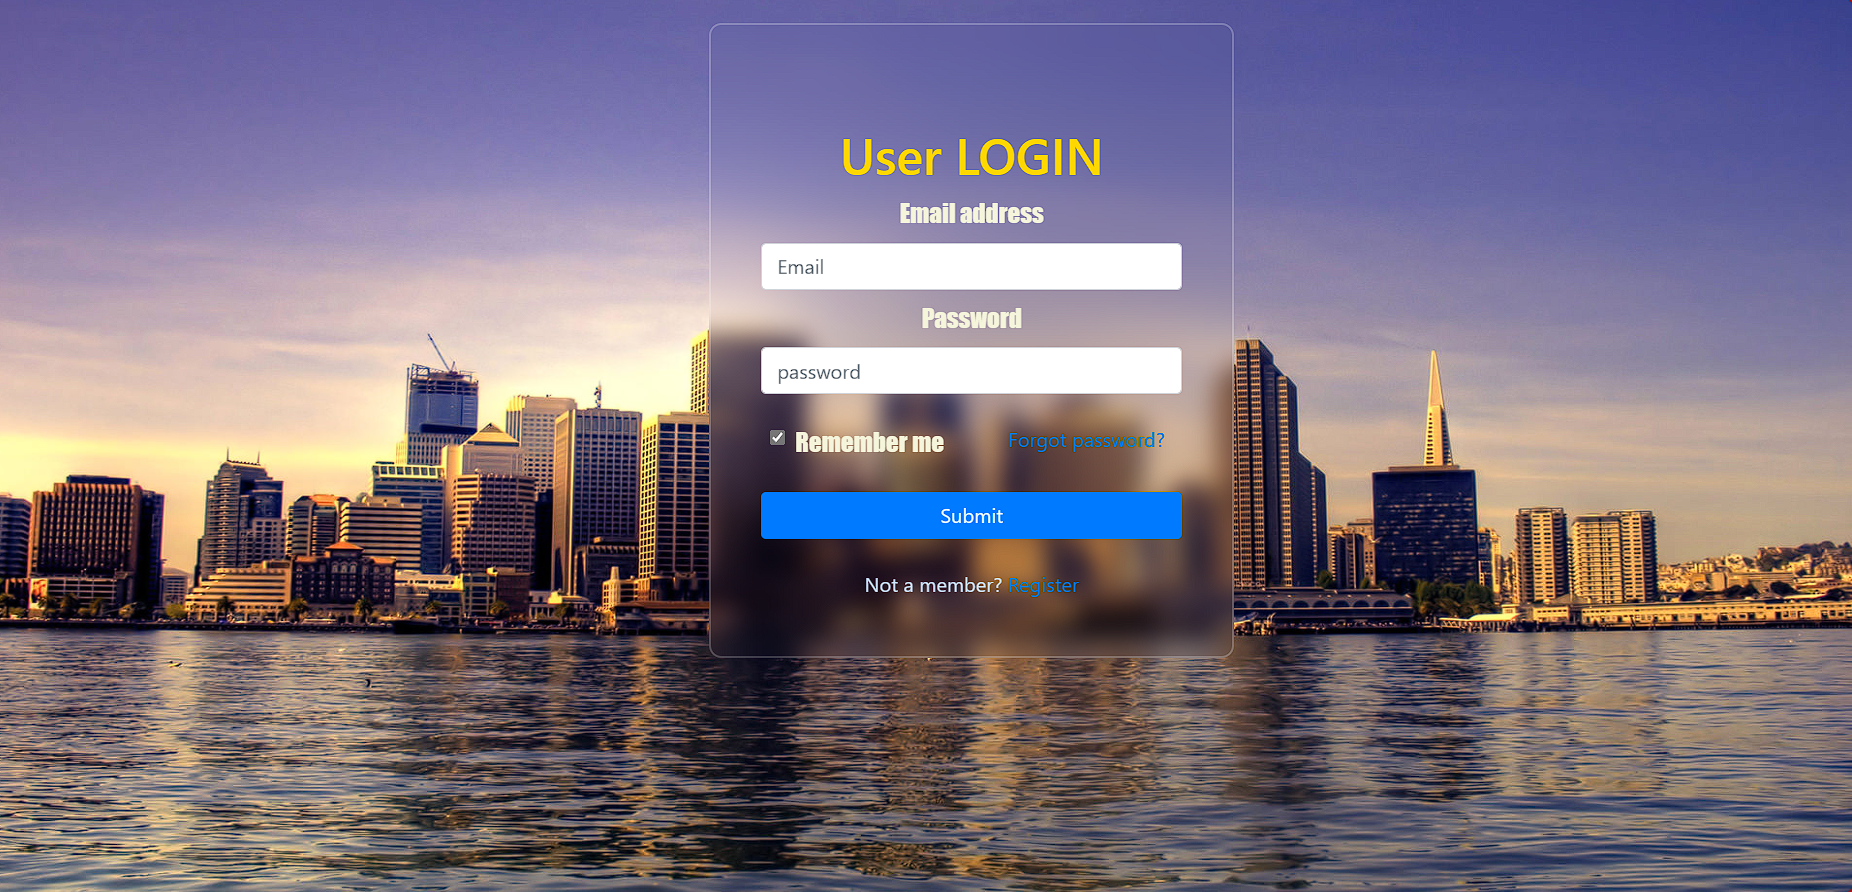 User LOGIN
Email address
Email
Password
password
Remember me Forgot password?
Submit
Not a member? Register